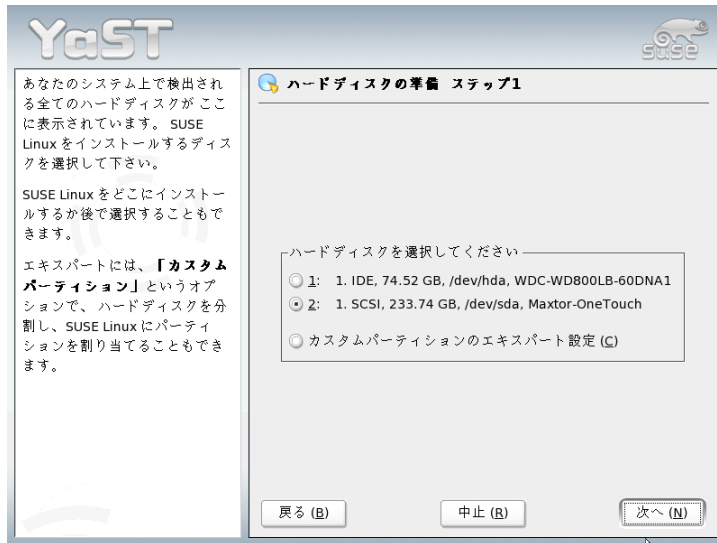 YaST
SUSE
あなたのシステム上で検出され
る全てのハードディスクが ここ
に表示されています。 SUSE
Linux をインストールするディス
クを選択して下さい。
SUSE Linux をどこにインストー
ルするか後で選択することもで
きます。
エキスパートには、「カスタム
パーティション」というオプ
ションで、 ハードディスクを分
割し、SUSE Linux にパーティ
ションを割り当てることもでき
ます。
ハードディスクの準備 ステップ1
ハードディスクを選択してください
1: 1. IDE, 74.52 GB, /dev/hda, WDC-WD800LB-60DNA1
2: 1. SCSI, 233.74 GB, /dev/sda, Maxtor-OneTouch
カスタムパーティションのエキスパート設定 (C)
戻る (B)
中止 (R)
次へ (N)